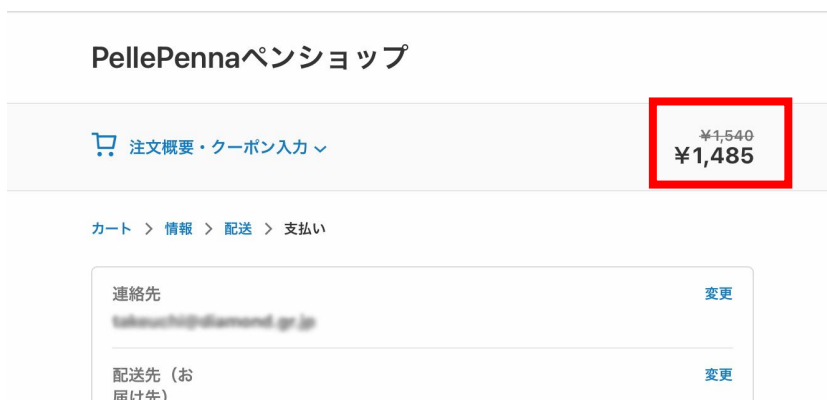 PellePennaペンショップ
注文概要・クーポン入力
¥1,540
¥1,485
カート > 情報 > 配送 > 支払い
連絡先
変更
配送先（お
届け先）
変更